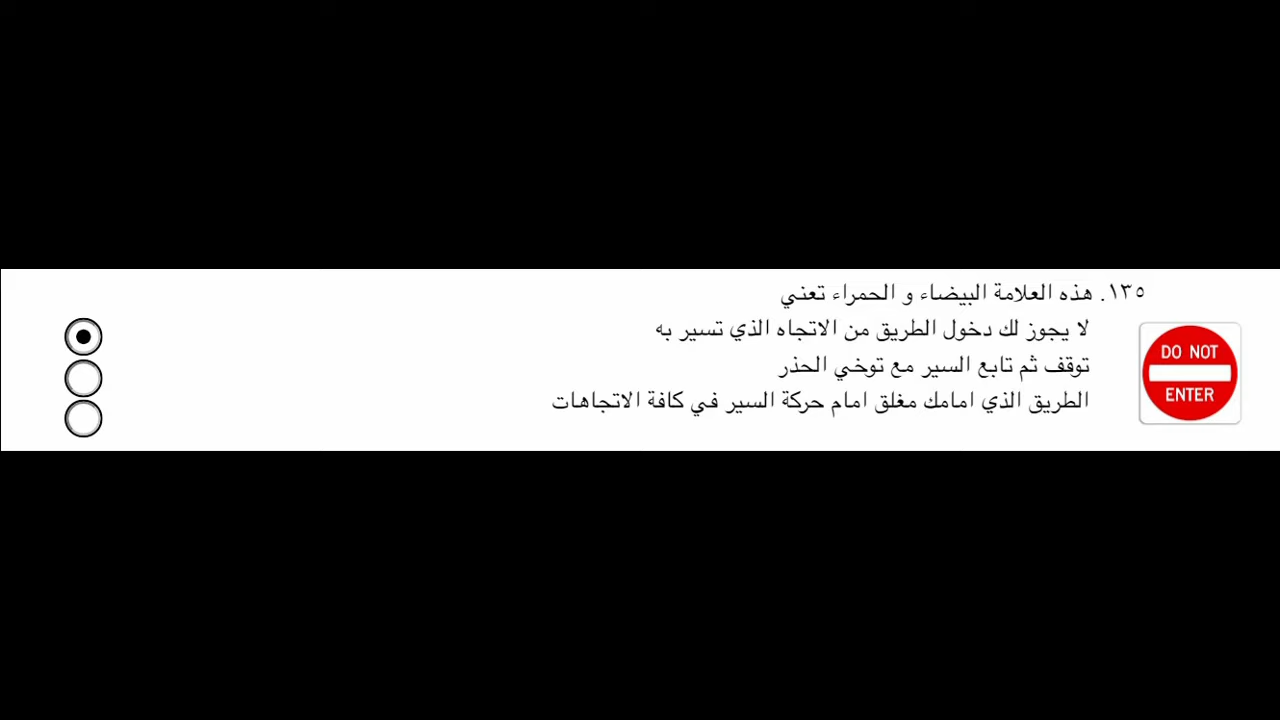 ١٣٥. هذه العلامة البيضاء و الحمراء تعني
لا يجوز لك دخول الطريق من الاتجاه الذي تسير به
توقف ثم تابع السير مع توخي الحذر
الطريق الذي امامك مغلق امام حركة السير في كافة الاتجاهات
DO NOT
ENTER